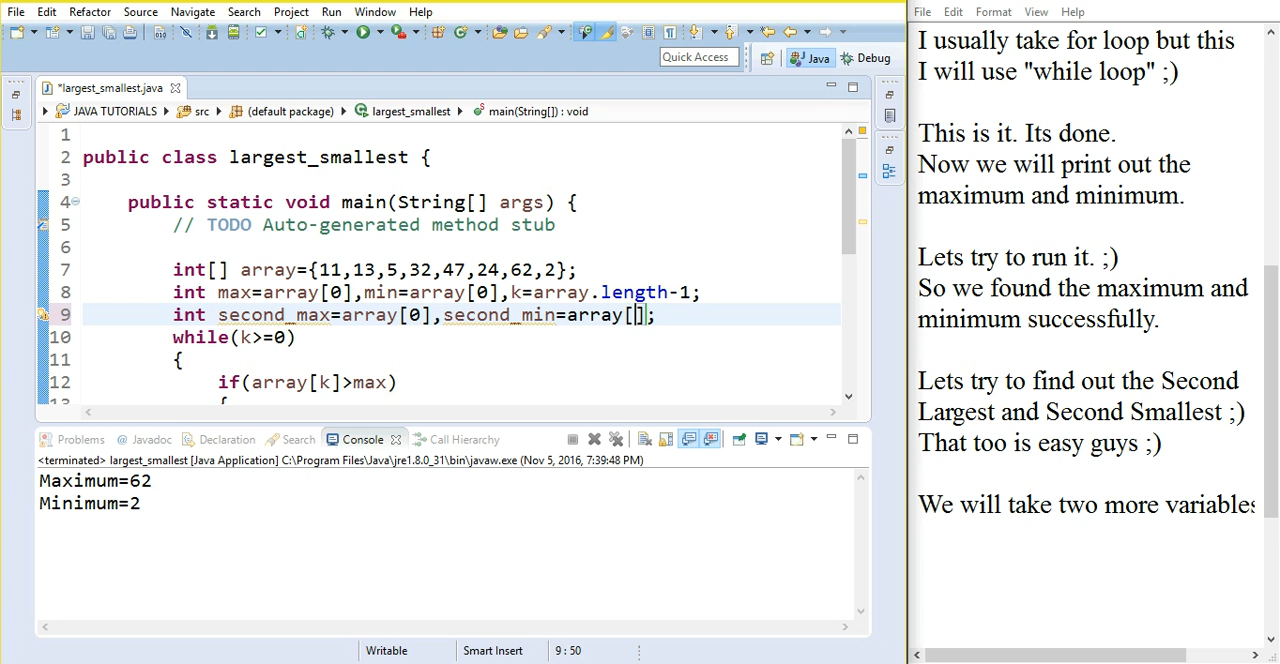 File Edit Refactor Source Navigate Search Project Run Window Help
Quick Access Java Debug
*largest_smallest.java
JAVA TUTORIALS src (default package) largest_smallest main(String[]) : void
1
2 public class largest_smallest {
3
4 public static void main(String[] args) {
5 // TODO Auto-generated method stub
6
7 int[] array={11,13,5,32,47,24,62,2};
8 int max=array[0],min=array[0],k=array.length-1;
9 int second_max=array[0],second_min=array[];
10 while(k>=0)
11 {
12 if(array[k]>max)
13 {
Problems @ Javadoc Declaration Search Console Call Hierarchy
<terminated> largest_smallest [Java Application] C:\Program Files\Java\jre1.8.0_31\bin\javaw.exe (Nov 5, 2016, 7:39:48 PM)
Maximum=62
Minimum=2
Writable Smart Insert 9 : 50
File Edit Format View Help
I usually take for loop but this
I will use "while loop" ;)
This is it. Its done.
Now we will print out the
maximum and minimum.
Lets try to run it. ;)
So we found the maximum and
minimum successfully.
Lets try to find out the Second
Largest and Second Smallest ;)
That too is easy guys ;)
We will take two more variables